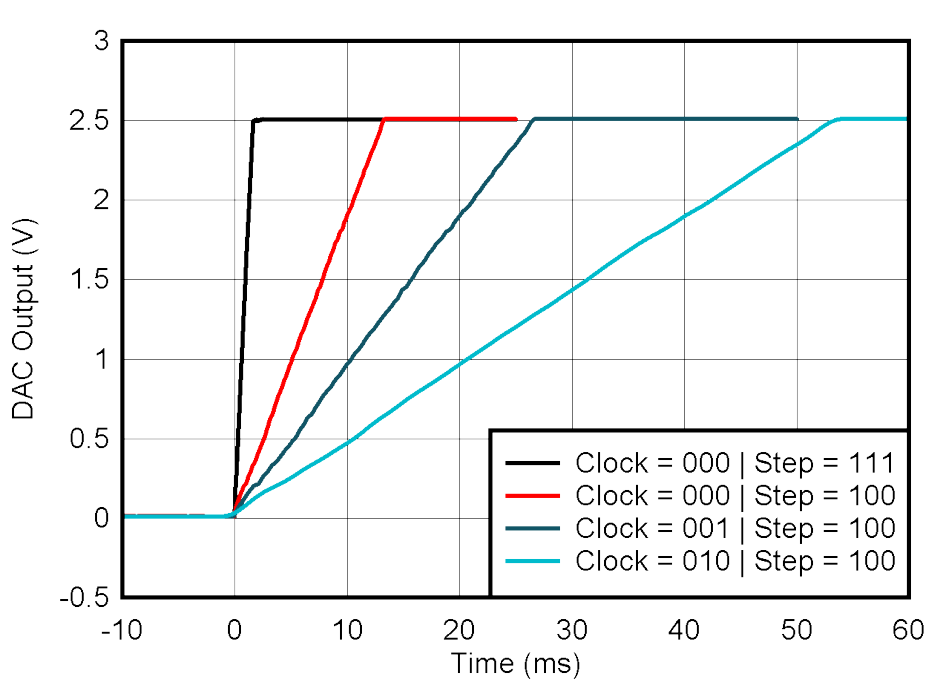 3
2.5
2
1.5
1
0.5
0
-0.5
DAC Output (V)
Clock = 000 | Step = 111
Clock = 000 | Step = 100
Clock = 001 | Step = 100
Clock = 010 | Step = 100
-10 0 10 20 30 40 50 60
Time (ms)